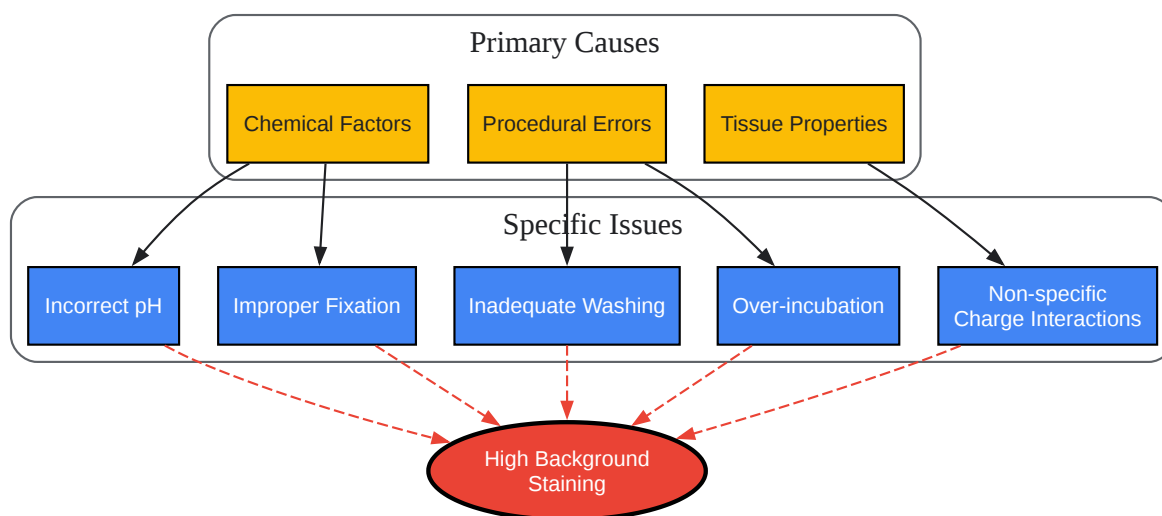 Primary Causes
Chemical Factors
Procedural Errors
Tissue Properties
Specific Issues
Incorrect pH
Improper Fixation
Inadequate Washing
Over-incubation
Non-specific
Charge Interactions
High Background
Staining